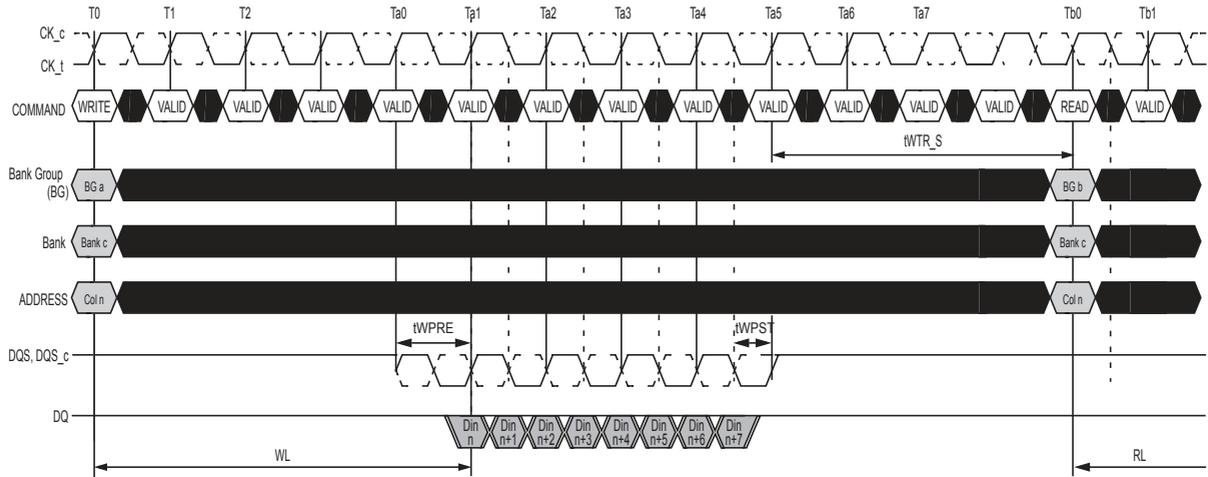 T0 T1 T2 Ta0 Ta1 Ta2 Ta3 Ta4 Ta5 Ta6 Ta7 Tb0 Tb1
CK_c
CK_t
COMMAND WRITE VALID VALID VALID VALID VALID VALID VALID VALID VALID VALID VALID VALID READ VALID
tWTR_S
Bank Group
(BG) BG a BG b
Bank Bank c Bank c
ADDRESS Col n Col n
tWPRE tWPST
DQS, DQS_c
DQ Din Din Din Din Din Din Din Din
n n+1 n+2 n+3 n+4 n+5 n+6 n+7
WL RL